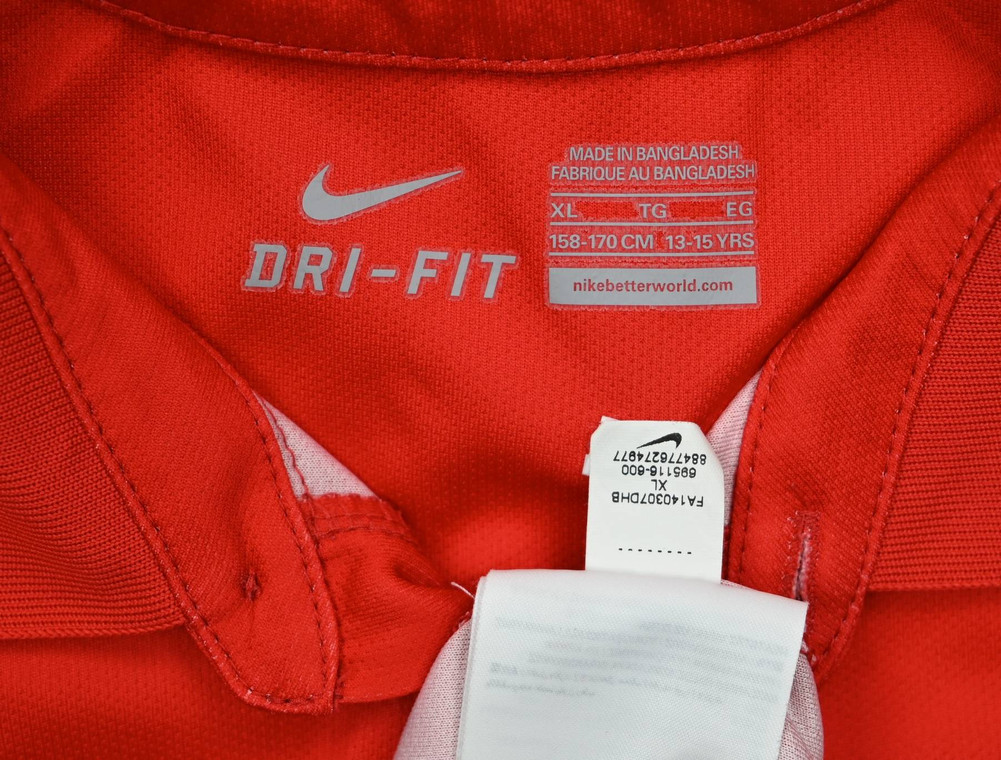 MADE IN BANGLADESH
FABRIQUE AU BANGLADESH
XL TG EG
158-170 CM 13-15 YRS
nikebetterworld.com
DRI-FIT
FA140307DHB
XL
695116-600
884776274977